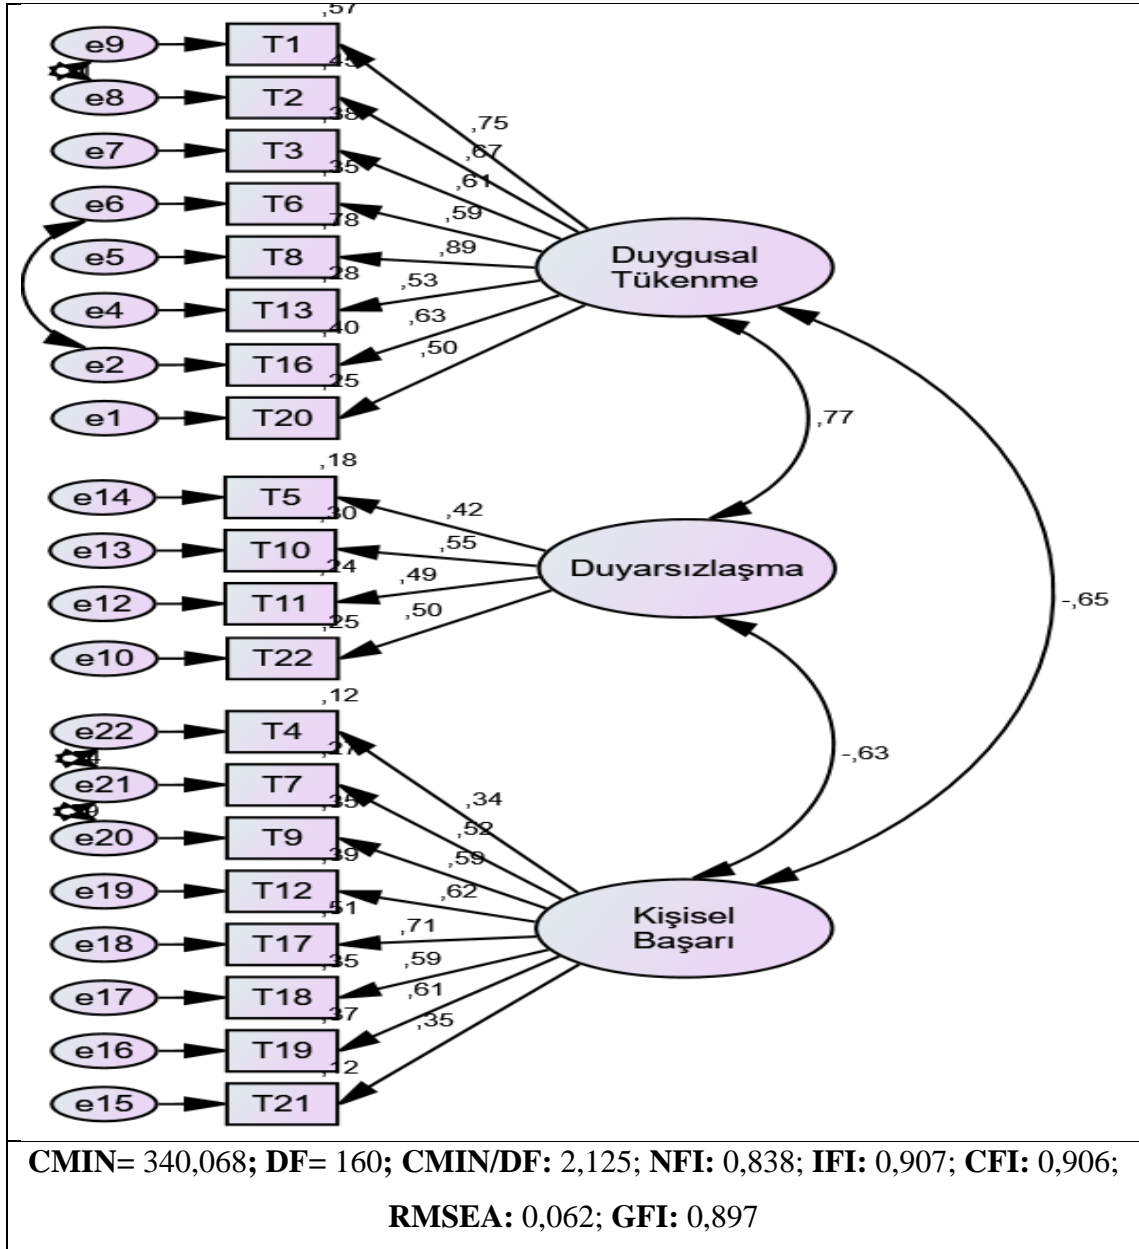 ,57
e9 T1
,45
e8 T2
,38
e7 T3
,35
e6 T6
,78
e5 T8
,28
e4 T13
,40
e2 T16
,25
e1 T20
,75
,67
,61
,59
,89
,53
,63
,50
Duygusal
Tükenme
,77
,18
e14 T5
,30
e13 T10
,24
e12 T11
,25
e10 T22
,42
,55
,49
,50
Duyarsızlaşma
-,65
-,63
,12
e22 T4
,27
e21 T7
,35
e20 T9
,39
e19 T12
,51
e18 T17
,35
e17 T18
,37
e16 T19
,12
e15 T21
,34
,52
,59
,62
,71
,59
,61
,35
Kişisel
Başarı
CMIN= 340,068; DF= 160; CMIN/DF: 2,125; NFI: 0,838; IFI: 0,907; CFI: 0,906;
RMSEA: 0,062; GFI: 0,897